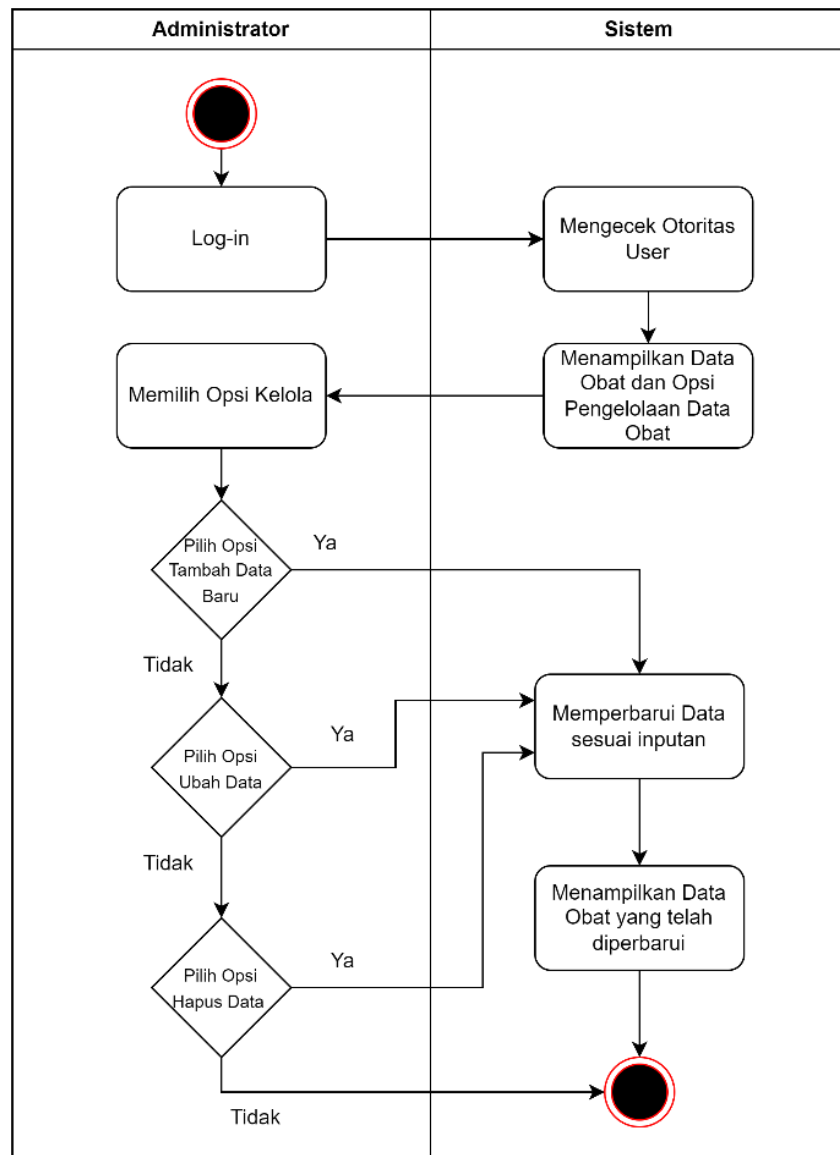 Administrator
Sistem
Log-in
Mengecek Otoritas
User
Memilih Opsi Kelola
Menampilkan Data
Obat dan Opsi
Pengelolaan Data
Obat
Pilih Opsi
Tambah Data
Baru
Ya
Tidak
Pilih Opsi
Ubah Data
Ya
Memperbarui Data
sesuai inputan
Tidak
Pilih Opsi
Hapus Data
Ya
Menampilkan Data
Obat yang telah
diperbarui
Tidak